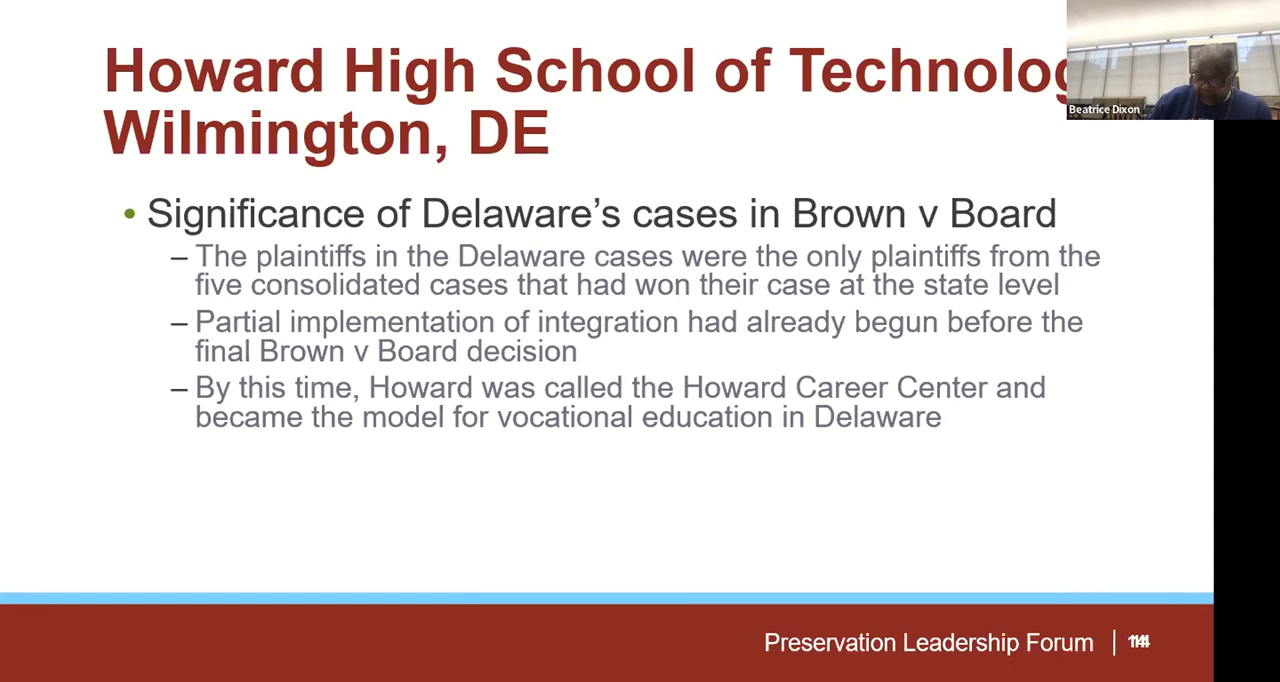 Howard High School of Technolog
Wilmington, DE
Beatrice Dixon
• Significance of Delaware’s cases in Brown v Board
– The plaintiffs in the Delaware cases were the only plaintiffs from the
five consolidated cases that had won their case at the state level
– Partial implementation of integration had already begun before the
final Brown v Board decision
– By this time, Howard was called the Howard Career Center and
became the model for vocational education in Delaware
Preservation Leadership Forum